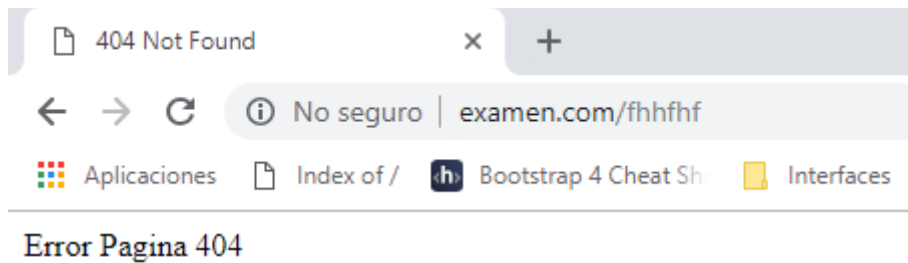 404 Not Found
No seguro | examen.com/fhhfhf
Aplicaciones Index of / <h> Bootstrap 4 Cheat Sh Interfaces
Error Pagina 404